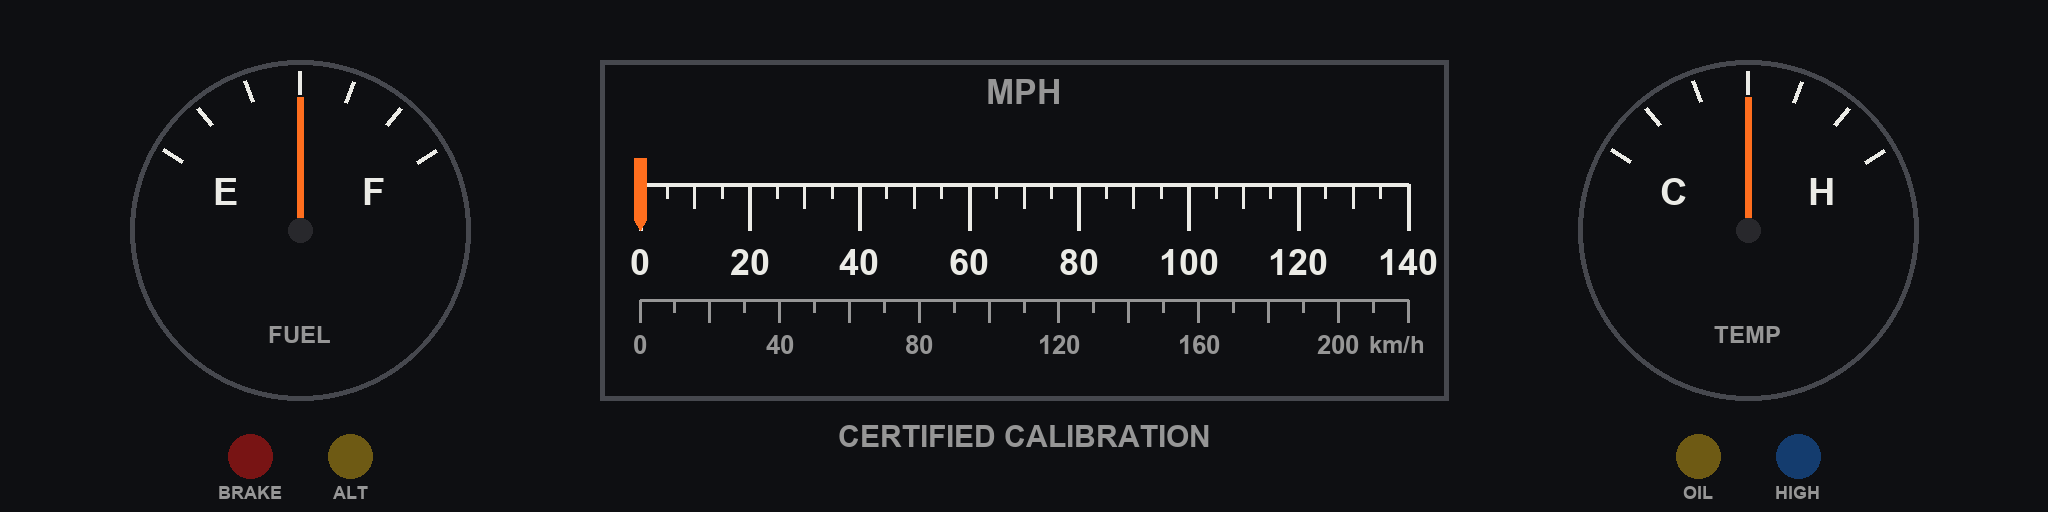 MPH
E F
0 20 40 60 80 100 120 140
0 40 80 120 160 200 km/h
C H
FUEL
TEMP
CERTIFIED CALIBRATION
BRAKE ALT
OIL HIGH